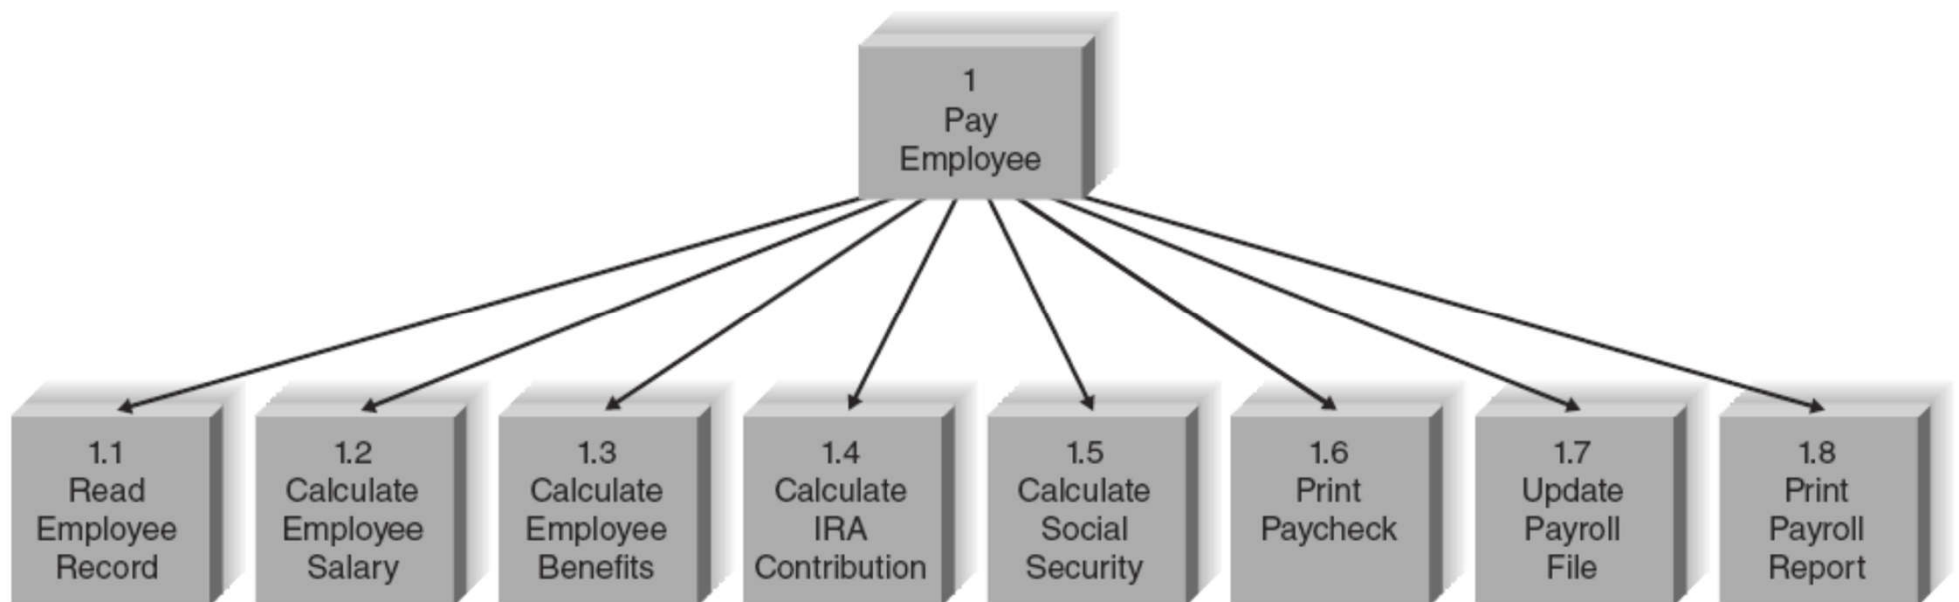 1
Pay
Employee
1.1
Read
Employee
Record
1.2
Calculate
Employee
Salary
1.3
Calculate
Employee
Benefits
1.4
Calculate
IRA
Contribution
1.5
Calculate
Social
Security
1.6
Print
Paycheck
1.7
Update
Payroll
File
1.8
Print
Payroll
Report